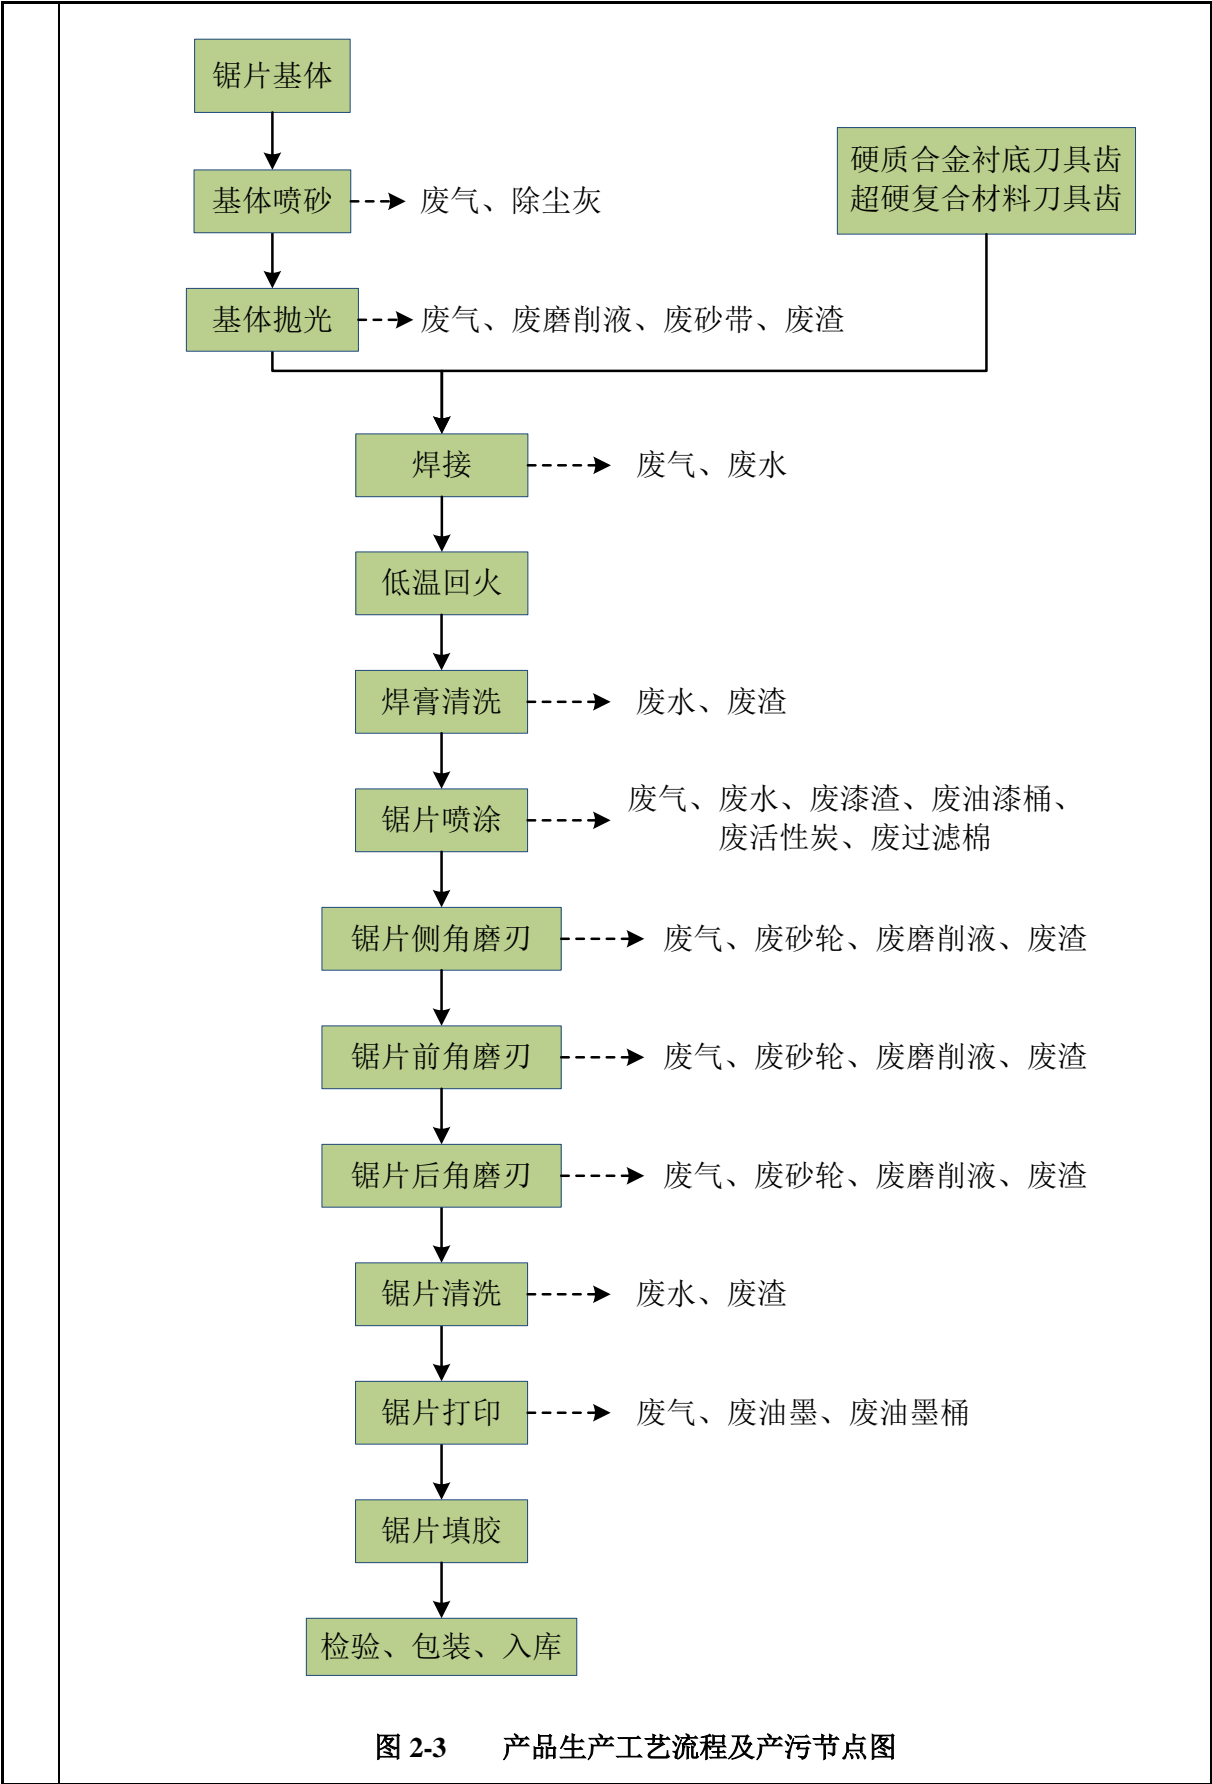 锯片基体
硬质合金衬底刀具齿
超硬复合材料刀具齿
基体喷砂
废气、除尘灰
基体抛光
废气、废磨削液、废砂带、废渣
焊接
废气、废水
低温回火
焊膏清洗
废水、废渣
锯片喷涂
废气、废水、废漆渣、废油漆桶、
废活性炭、废过滤棉
锯片侧角磨刃
废气、废砂轮、废磨削液、废渣
锯片前角磨刃
废气、废砂轮、废磨削液、废渣
锯片后角磨刃
废气、废砂轮、废磨削液、废渣
锯片清洗
废水、废渣
锯片打印
废气、废油墨、废油墨桶
锯片填胶
检验、包装、入库
图 2-3 产品生产工艺流程及产污节点图